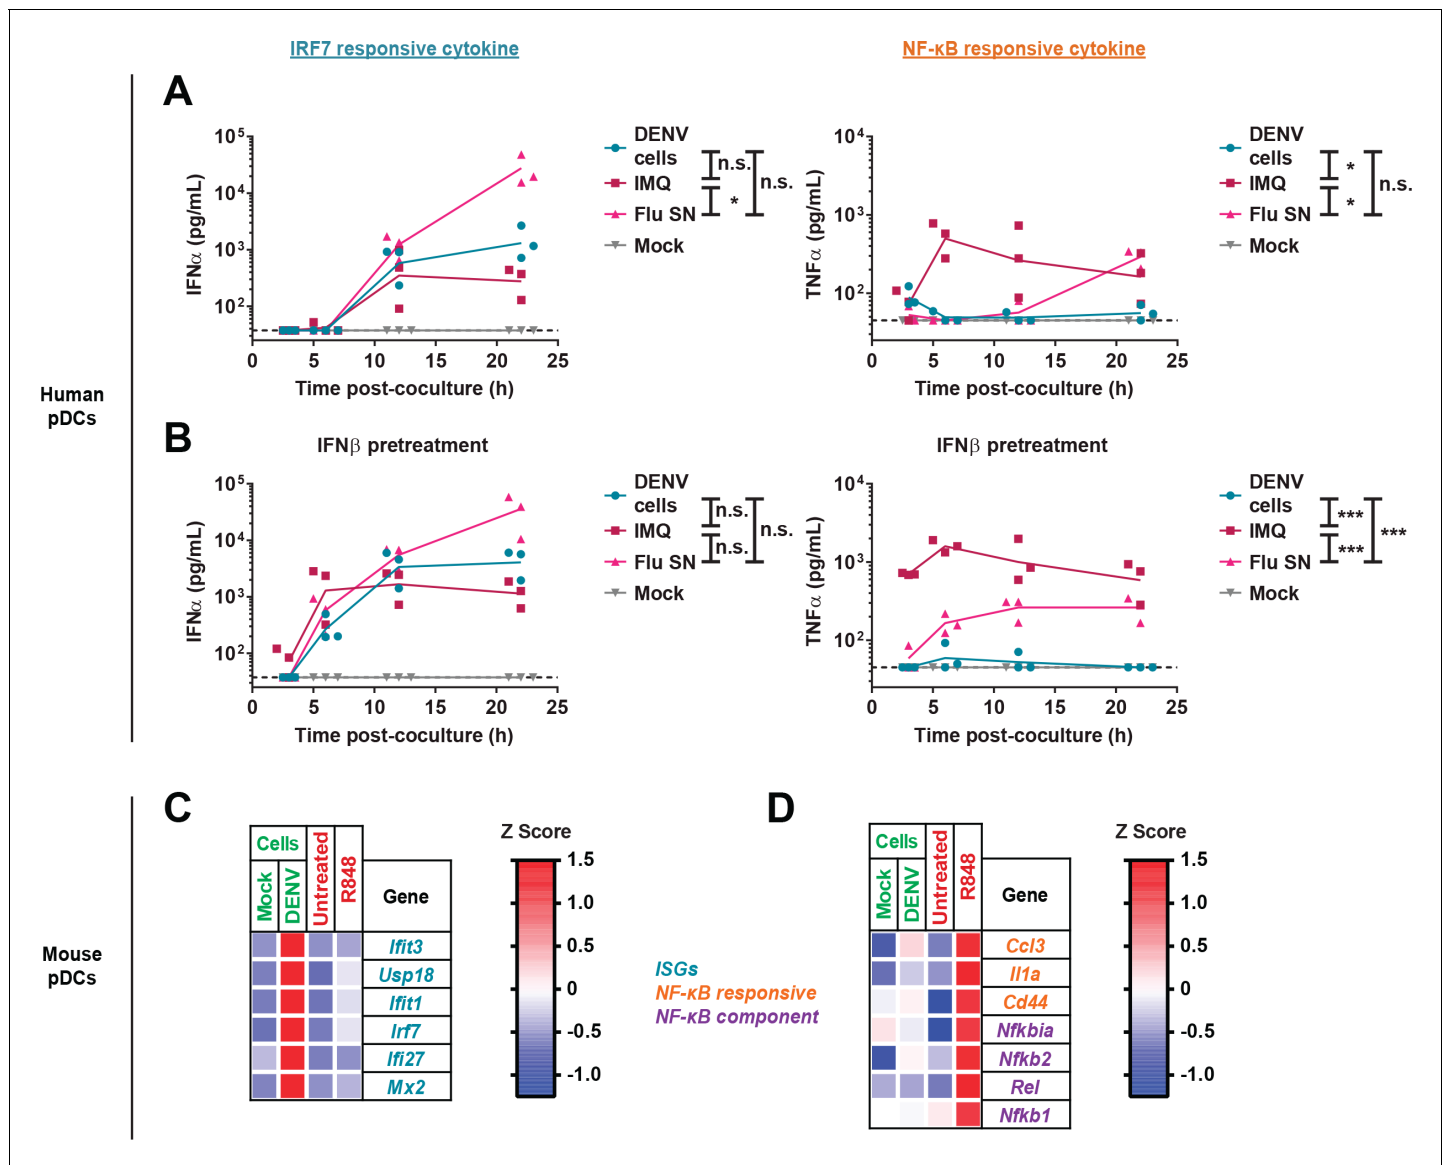 IRF7 responsive cytokine
NF-κB responsive cytokine
A
10⁵
10⁴
10³
10²
IFNα (pg/mL)
0 5 10 15 20 25
Time post-coculture (h)
DENV
cells
IMQ
Flu SN
Mock
n.s.
*
n.s.
10⁴
10³
10²
TNFα (pg/mL)
0 5 10 15 20 25
Time post-coculture (h)
DENV
cells
IMQ
Flu SN
Mock
*
*
n.s.
Human
pDCs
B
IFNβ pretreatment
10⁵
10⁴
10³
10²
IFNα (pg/mL)
0 5 10 15 20 25
Time post-coculture (h)
DENV
cells
IMQ
Flu SN
Mock
n.s.
n.s.
n.s.
IFNβ pretreatment
10⁴
10³
10²
TNFα (pg/mL)
0 5 10 15 20 25
Time post-coculture (h)
DENV
cells
IMQ
Flu SN
Mock
***
***
***
Mouse
pDCs
C
Cells
Mock
DENV
Untreated
R848
Gene
Ifit3
Usp18
Ifit1
Irf7
Ifi27
Mx2
Z Score
1.5
1.0
0.5
0
-0.5
-1.0
ISGs
NF-κB responsive
NF-κB component
D
Cells
Mock
DENV
Untreated
R848
Gene
Ccl3
Il1a
Cd44
Nfkbia
Nfkb2
Rel
Nfkb1
Z Score
1.5
1.0
0.5
0
-0.5
-1.0